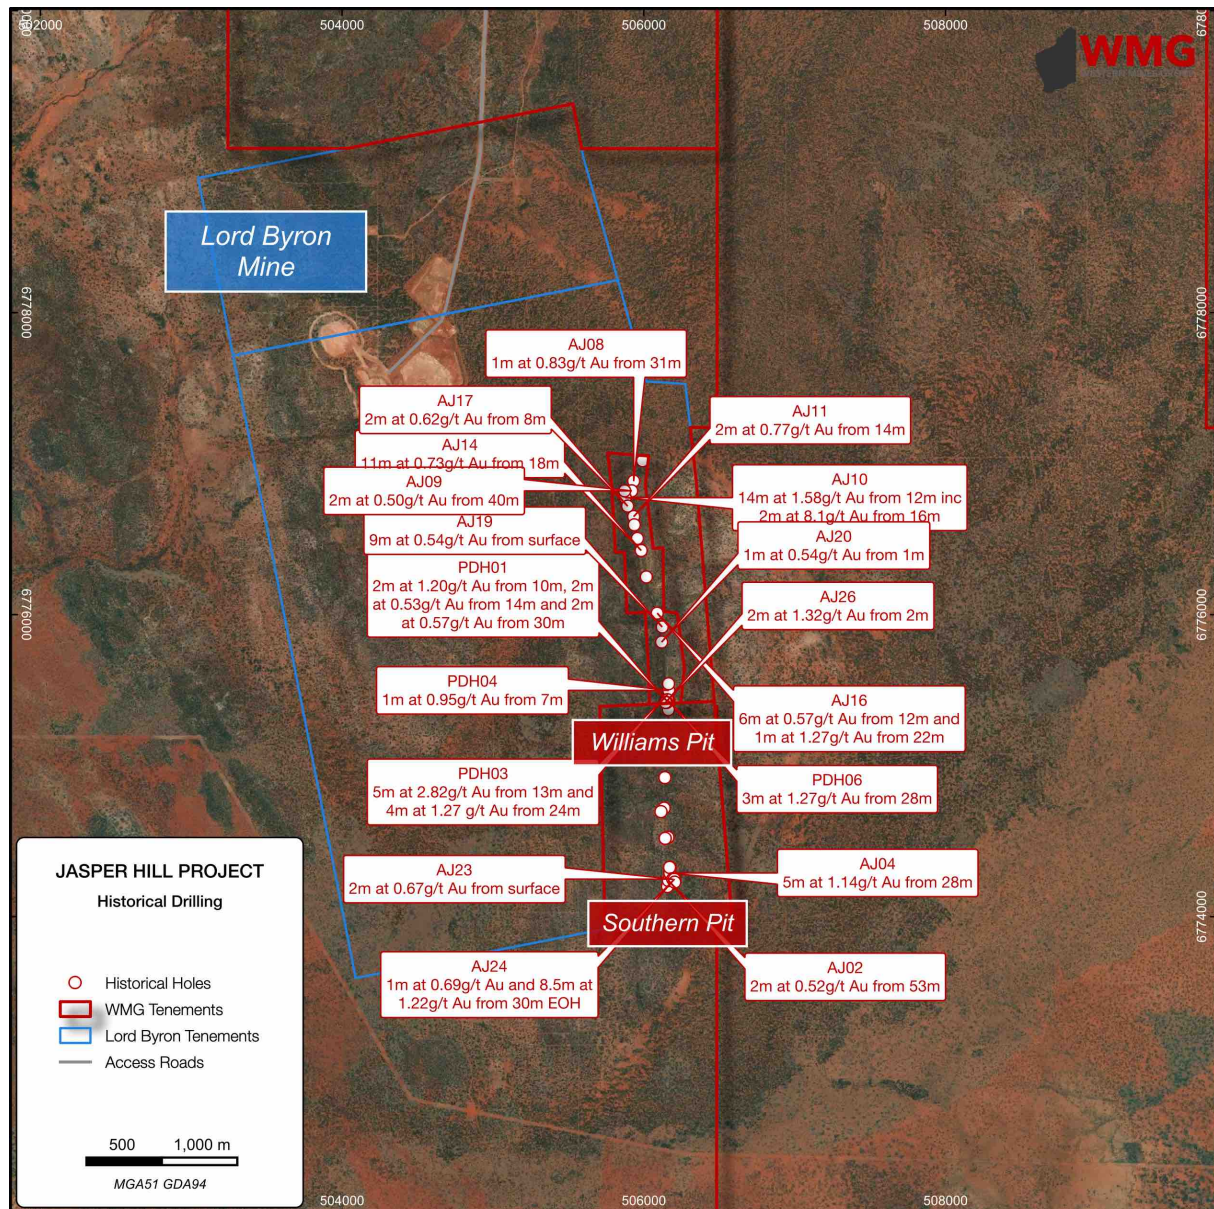 502000
504000
506000
508000
WMG
6778000
6778000
Lord Byron
Mine
AJ08
1m at 0.83g/t Au from 31m
AJ17
2m at 0.62g/t Au from 8m
AJ11
2m at 0.77g/t Au from 14m
AJ14
11m at 0.73g/t Au from 18m
AJ09
2m at 0.50g/t Au from 40m
AJ10
14m at 1.58g/t Au from 12m inc
2m at 8.1g/t Au from 16m
AJ19
9m at 0.54g/t Au from surface
AJ20
1m at 0.54g/t Au from 1m
PDH01
2m at 1.20g/t Au from 10m, 2m
at 0.53g/t Au from 14m and 2m
at 0.57g/t Au from 30m
AJ26
2m at 1.32g/t Au from 2m
6776000
6776000
PDH04
1m at 0.95g/t Au from 7m
AJ16
6m at 0.57g/t Au from 12m and
1m at 1.27g/t Au from 22m
Williams Pit
PDH03
5m at 2.82g/t Au from 13m and
4m at 1.27 g/t Au from 24m
PDH06
3m at 1.27g/t Au from 28m
AJ23
2m at 0.67g/t Au from surface
AJ04
5m at 1.14g/t Au from 28m
Southern Pit
6774000
AJ24
1m at 0.69g/t Au and 8.5m at
1.22g/t Au from 30m EOH
AJ02
2m at 0.52g/t Au from 53m
JASPER HILL PROJECT
Historical Drilling
Historical Holes
WMG Tenements
Lord Byron Tenements
Access Roads
500 1,000 m
MGA51 GDA94
504000
506000
508000